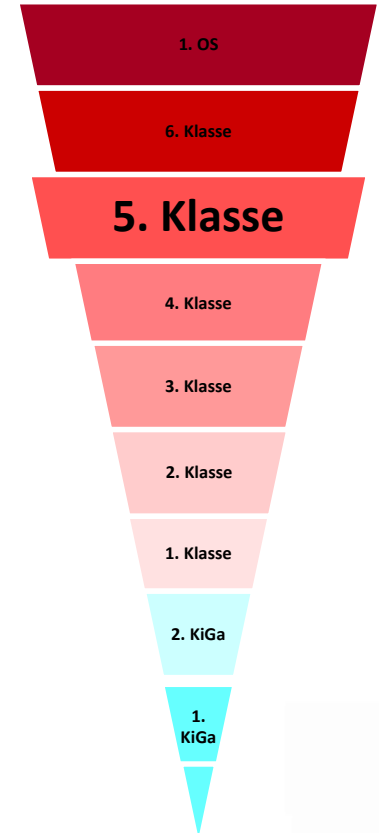 1. OS
6. Klasse
5. Klasse
4. Klasse
3. Klasse
2. Klasse
1. Klasse
2. KiGa
1.
KiGa